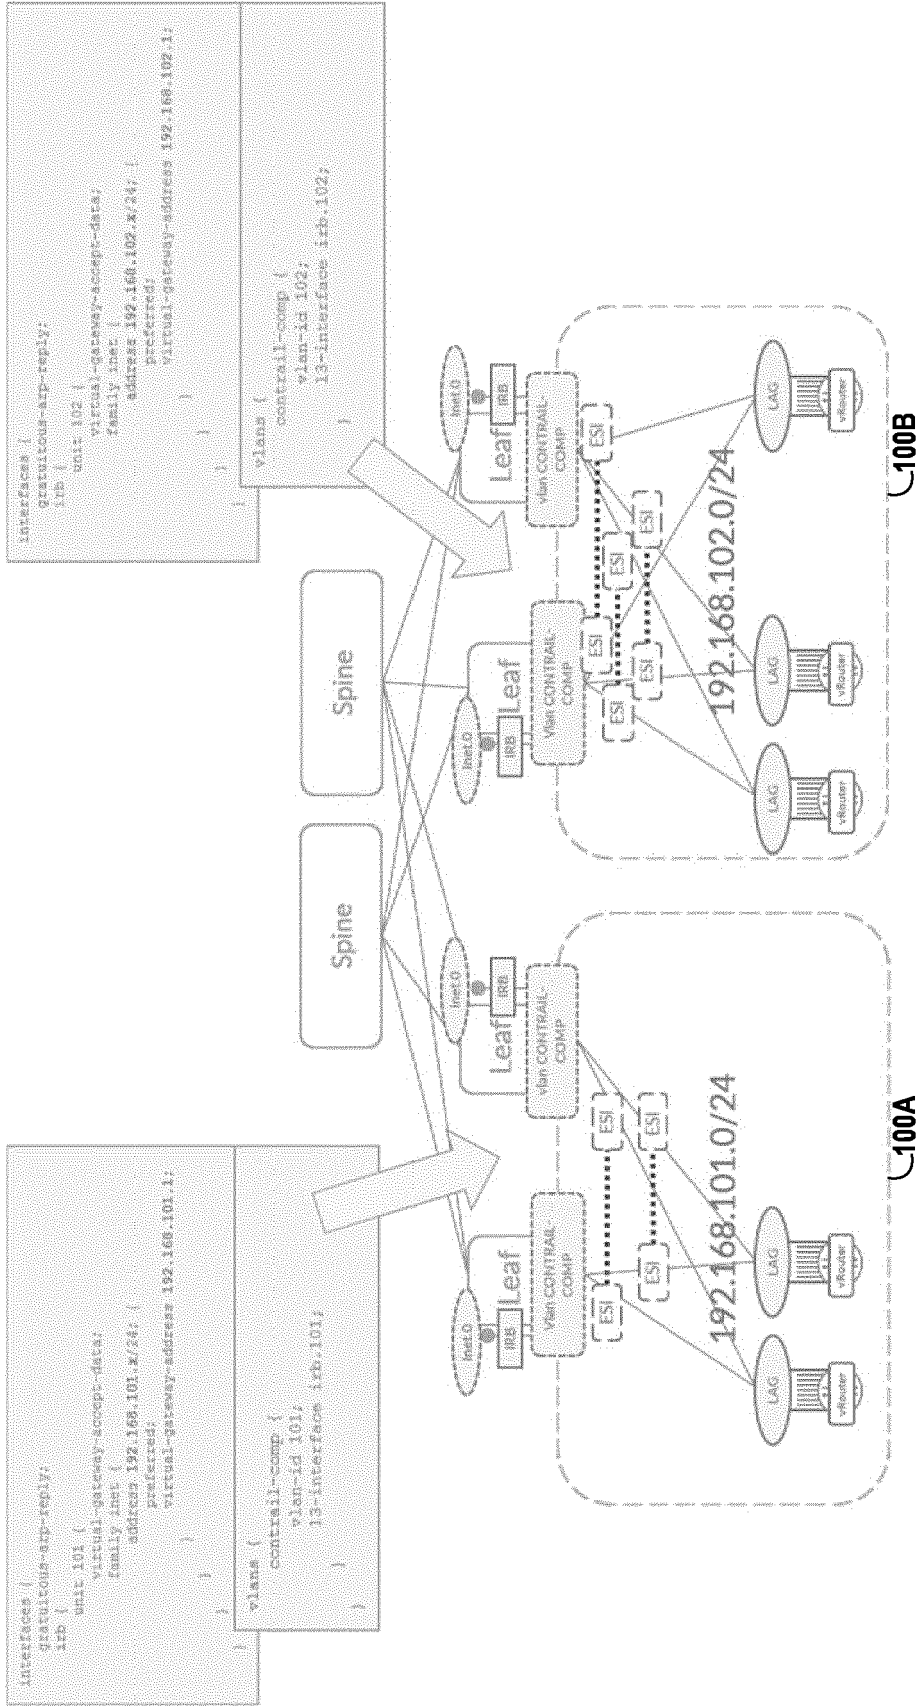 interfaces {
gratuitous-arp-reply;
irb {
unit 101 {
virtual-gateway-accept-data;
family inet {
address 192.168.101.x/24; {
preferred;
virtual-gateway-address 192.168.101.1;
}
}
}
}
vlans {
contrail-comp {
vlan-id 101;
l3-interface irb.101;
}
}
interfaces {
gratuitous-arp-reply;
irb {
unit 102 {
virtual-gateway-accept-data;
family inet {
address 192.168.102.x/24; {
preferred;
virtual-gateway-address 192.168.102.1;
}
}
}
}
vlans {
contrail-comp {
vlan-id 102;
l3-interface irb.102;
}
}
Spine
Spine
Inet.0
IRB
Leaf
Vlan CONTRAIL-
COMP
Inet.0
IRB
Leaf
vlan CONTRAIL-
COMP
Inet.0
IRB
Leaf
Vlan CONTRAIL-
COMP
Inet.0
IRB
Leaf
vlan CONTRAIL
COMP
ESI
ESI
ESI
ESI
ESI
ESI
ESI
ESI
ESI
ESI
192.168.101.0/24
192.168.102.0/24
LAG
LAG
LAG
LAG
LAG
vRouter
vRouter
vRouter
vRouter
vRouter
100A
100B